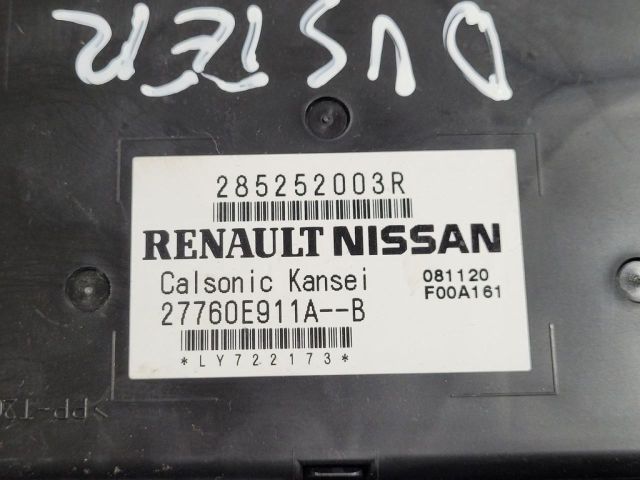 DUSTER
285252003R
RENAULT NISSAN
Calsonic Kansei 081120
27760E911A--B F00A161
*LY722173*